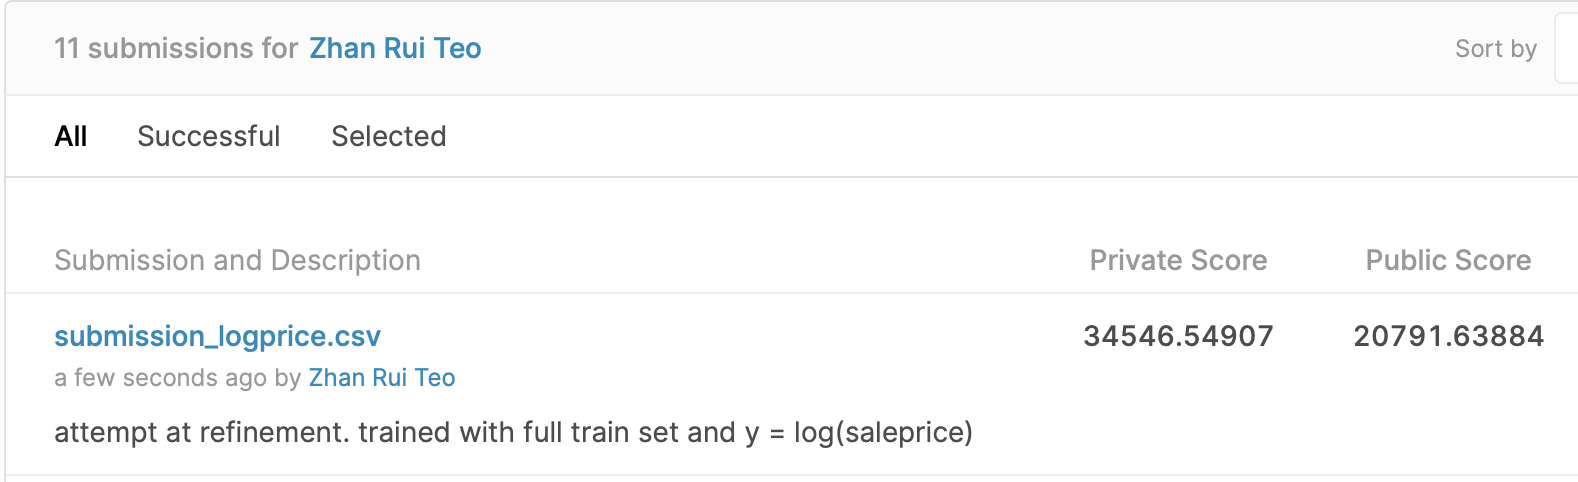 11 submissions for Zhan Rui Teo
Sort by
All Successful Selected
Submission and Description Private Score Public Score
submission_logprice.csv 34546.54907 20791.63884
a few seconds ago by Zhan Rui Teo
attempt at refinement. trained with full train set and y = log(saleprice)